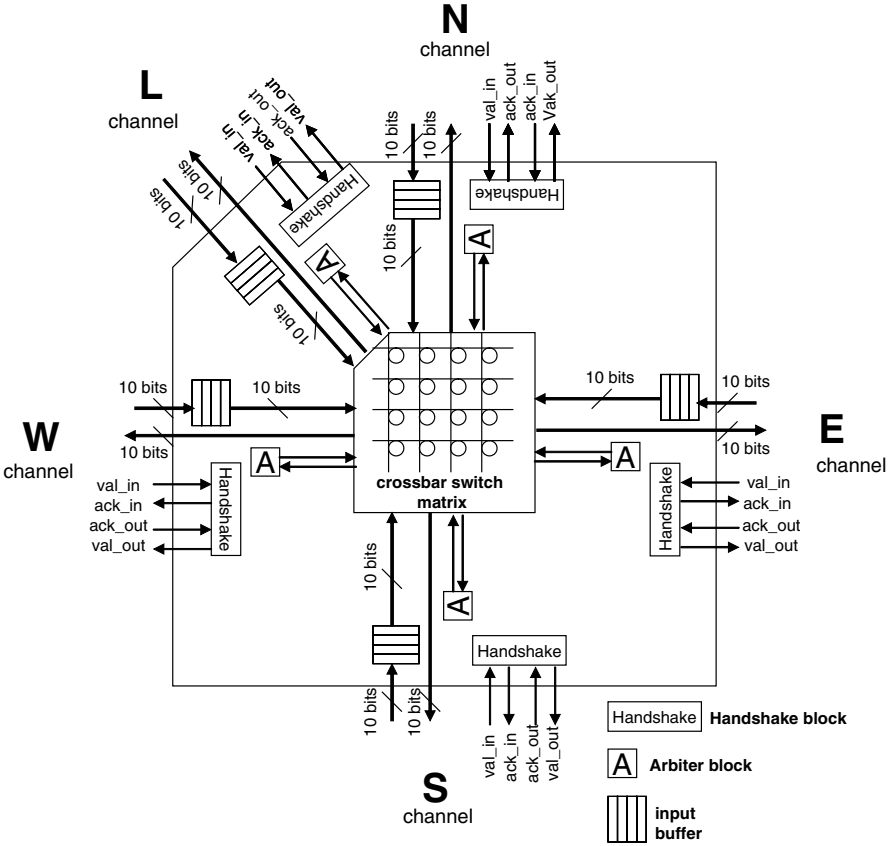 N
channel
val_in
ack_out
ack_in
Vak_out
10 bits
10 bits
Handshake
10 bits
A
L
channel
val_in
ack_in
ack_out
val_out
Handshake
10 bits
10 bits
10 bits
A
W
channel
10 bits
10 bits
10 bits
A
val_in
ack_in
ack_out
val_out
Handshake
crossbar switch
matrix
E
channel
10 bits
10 bits
10 bits
A
Handshake
val_in
ack_in
ack_out
val_out
10 bits
A
10 bits
10 bits
Handshake
val_in
ack_in
ack_out
val_out
S
channel
Handshake Handshake block
A Arbiter block
input
buffer